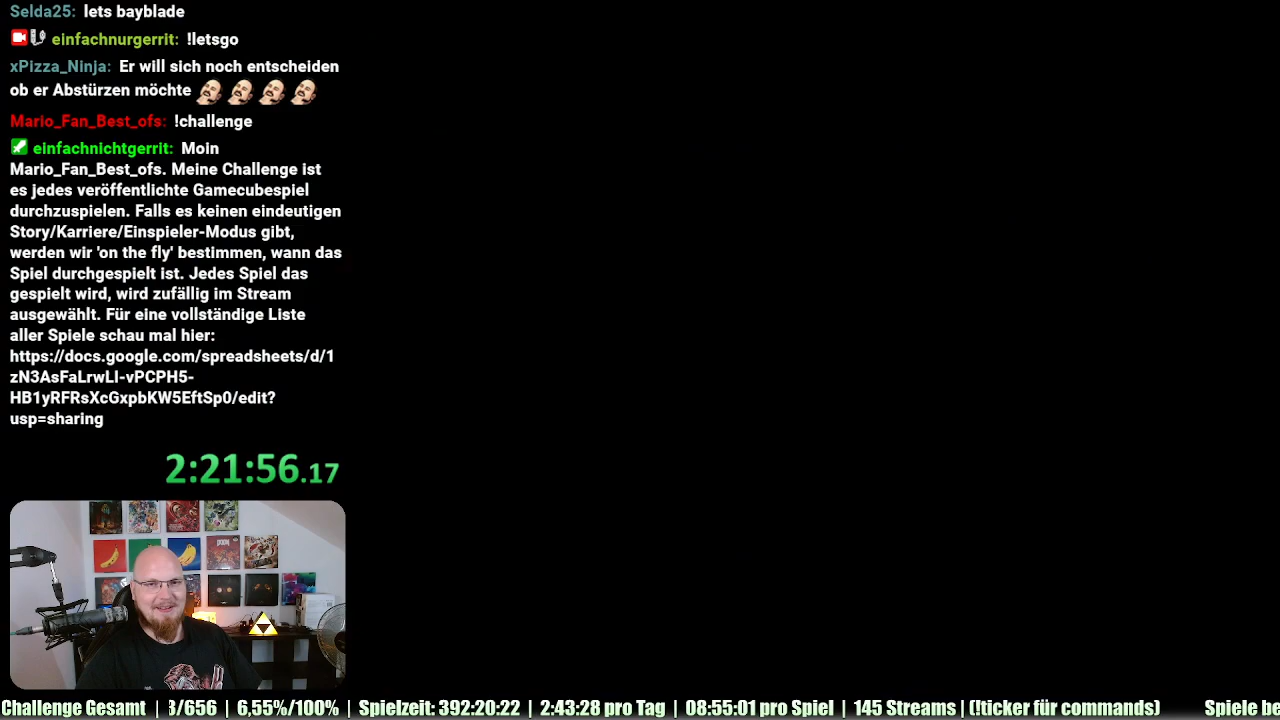 Selda25: lets bayblade
einfachnurgerrit: !letsgo
xPizza_Ninja: Er will sich noch entscheiden
ob er Abstürzen möchte
Mario_Fan_Best_ofs: !challenge
einfachnichtgerrit: Moin
Mario_Fan_Best_ofs. Meine Challenge ist
es jedes veröffentlichte Gamecubespiel
durchzuspielen. Falls es keinen eindeutigen
Story/Karriere/Einspieler-Modus gibt,
werden wir 'on the fly' bestimmen, wann das
Spiel durchgespielt ist. Jedes Spiel das
gespielt wird, wird zufällig im Stream
ausgewählt. Für eine vollständige Liste
aller Spiele schau mal hier:
https://docs.google.com/spreadsheets/d/1
zN3AsFaLrwLI-vPCPH5-
HB1yRFRsXcGxpbKW5EftSp0/edit?
usp=sharing
2:21:56.17
DOOM
Challenge Gesamt | 3/656 | 6,55%/100% | Spielzeit: 392:20:22 | 2:43:28 pro Tag | 08:55:01 pro Spiel | 145 Streams | (!ticker für commands) Spiele be